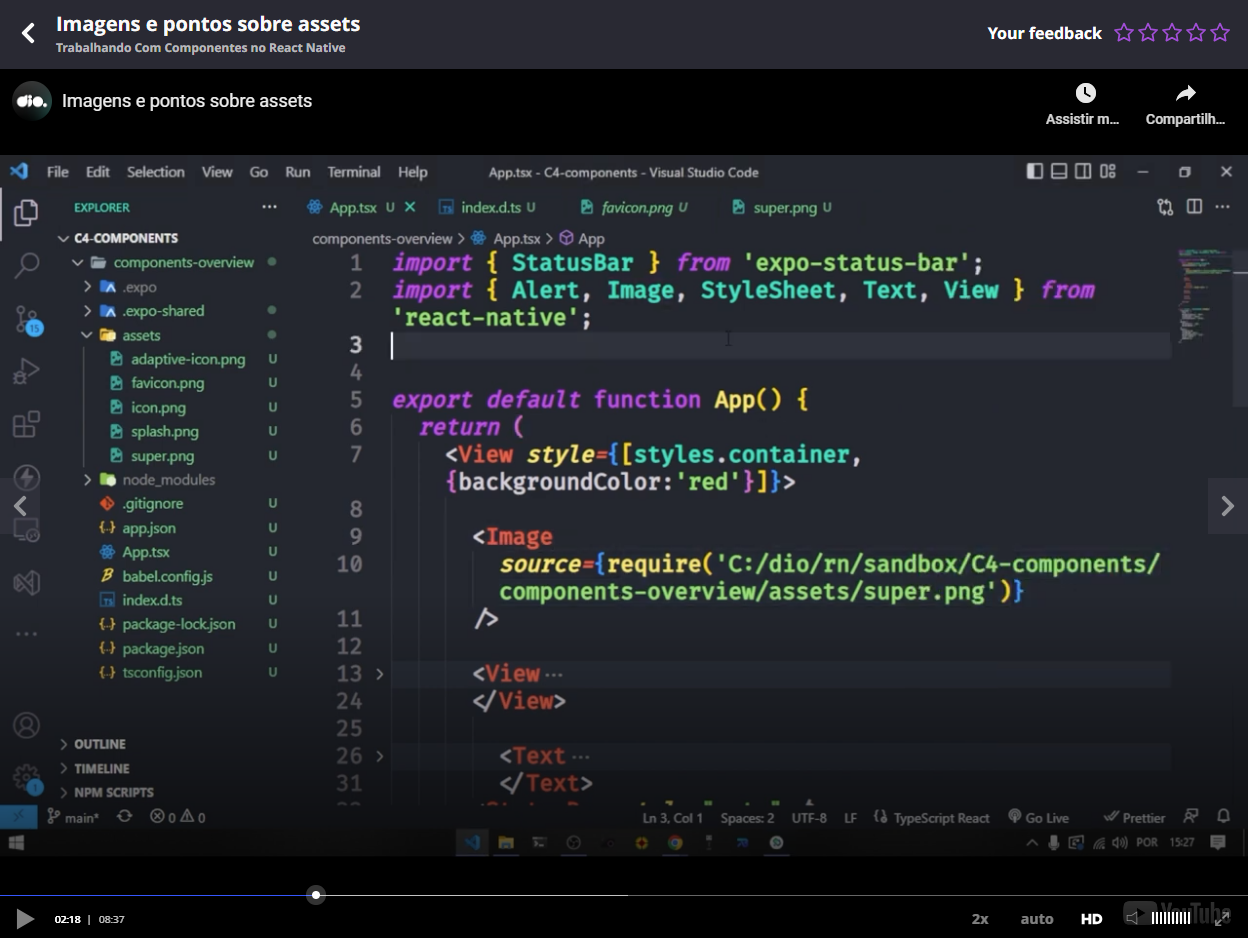 Imagens e pontos sobre assets
Trabalhando Com Componentes no React Native
Your feedback
dio.
Imagens e pontos sobre assets
Assistir m...
Compartilh...
File Edit Selection View Go Run Terminal Help
App.tsx - C4-components - Visual Studio Code
EXPLORER
App.tsx U
index.d.ts U
favicon.png U
super.png U
C4-COMPONENTS
components-overview
.expo
.expo-shared
assets
adaptive-icon.png U
favicon.png U
icon.png U
splash.png U
super.png U
node_modules
.gitignore U
app.json U
App.tsx U
babel.config.js U
index.d.ts U
package-lock.json U
package.json U
tsconfig.json U
OUTLINE
TIMELINE
NPM SCRIPTS
15
1
components-overview > App.tsx > App
1 import { StatusBar } from 'expo-status-bar';
2 import { Alert, Image, StyleSheet, Text, View } from
'react-native';
3
4
5 export default function App() {
6 return (
7 <View style={[styles.container,
{backgroundColor:'red'}]}>
8
9 <Image
10 source={require('C:/dio/rn/sandbox/C4-components/
components-overview/assets/super.png')}
11 />
12
13 <View ...
24 </View>
25
26 <Text ...
31 </Text>
main*
0 0
Ln 3, Col 1 Spaces: 2 UTF-8 LF TypeScript React Go Live Prettier
POR 15:27
02:18 | 08:37
2x auto HD
YouTube